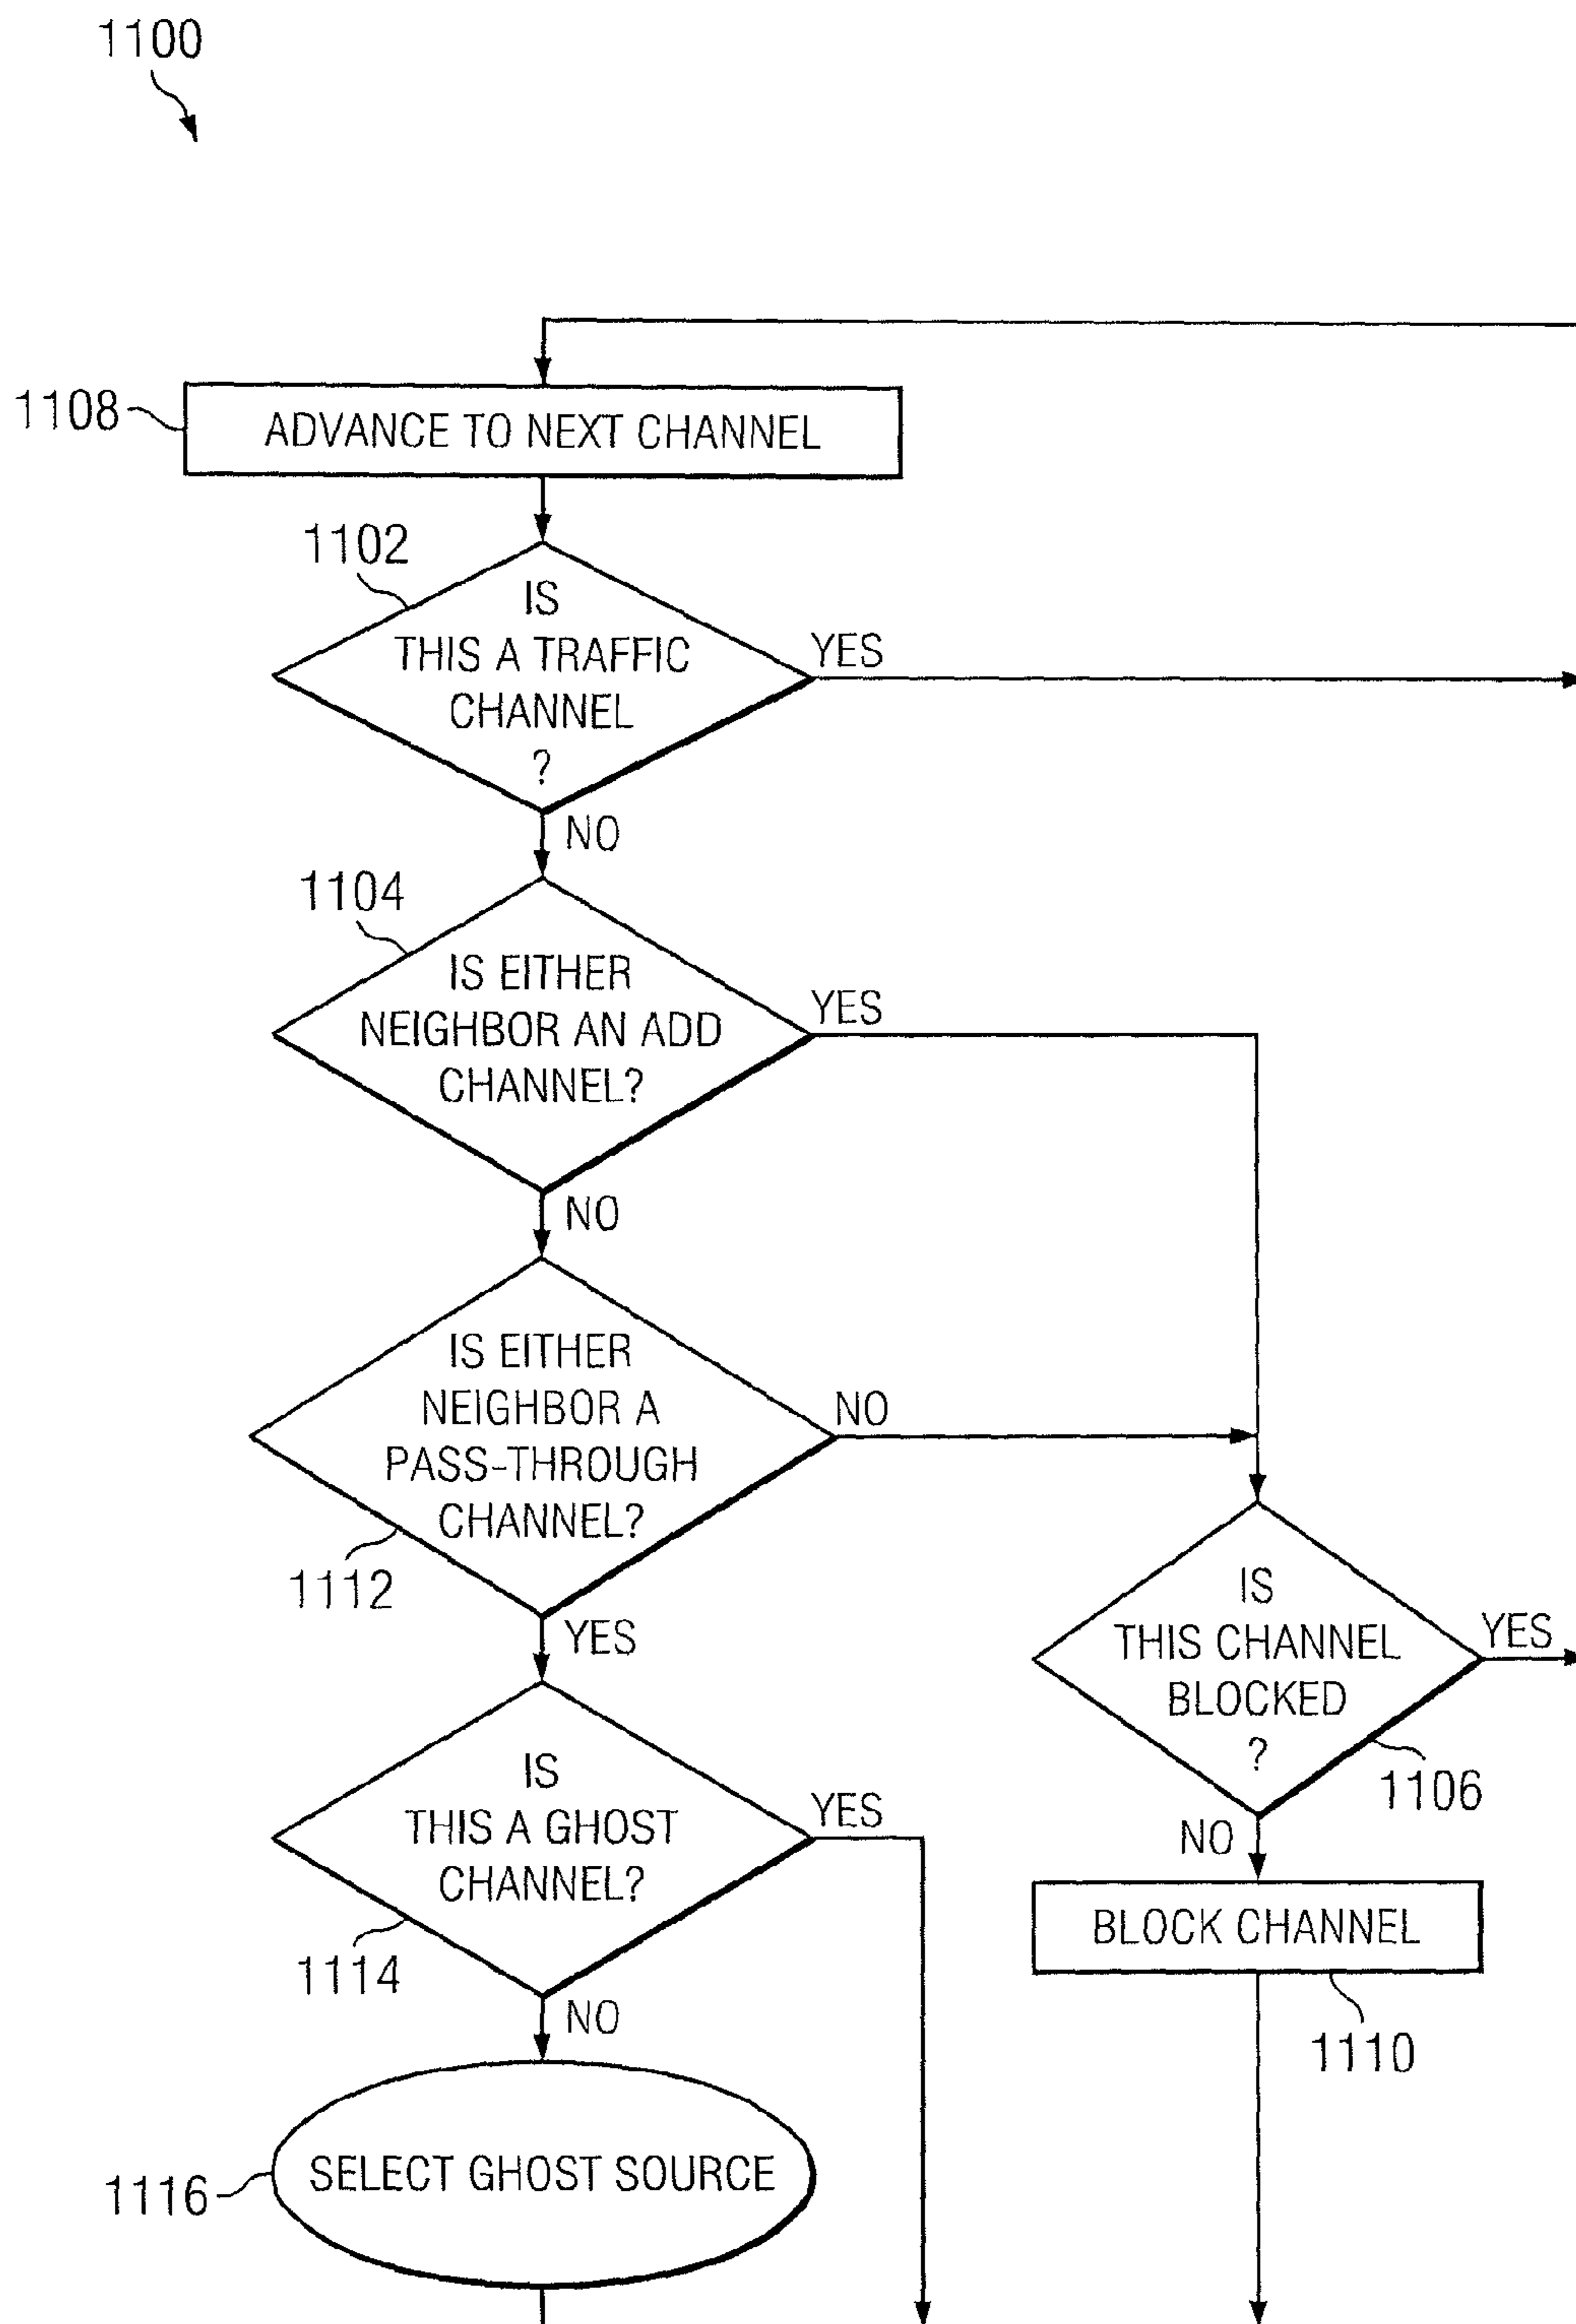 1100
1108
ADVANCE TO NEXT CHANNEL
1102
IS
THIS A TRAFFIC
CHANNEL
?
YES
NO
1104
IS EITHER
NEIGHBOR AN ADD
CHANNEL?
YES
NO
IS EITHER
NEIGHBOR A
PASS-THROUGH
CHANNEL?
NO
1112
YES
IS
THIS CHANNEL
BLOCKED
?
YES
1106
NO
IS
THIS A GHOST
CHANNEL?
YES
1114
NO
BLOCK CHANNEL
1110
SELECT GHOST SOURCE
1116